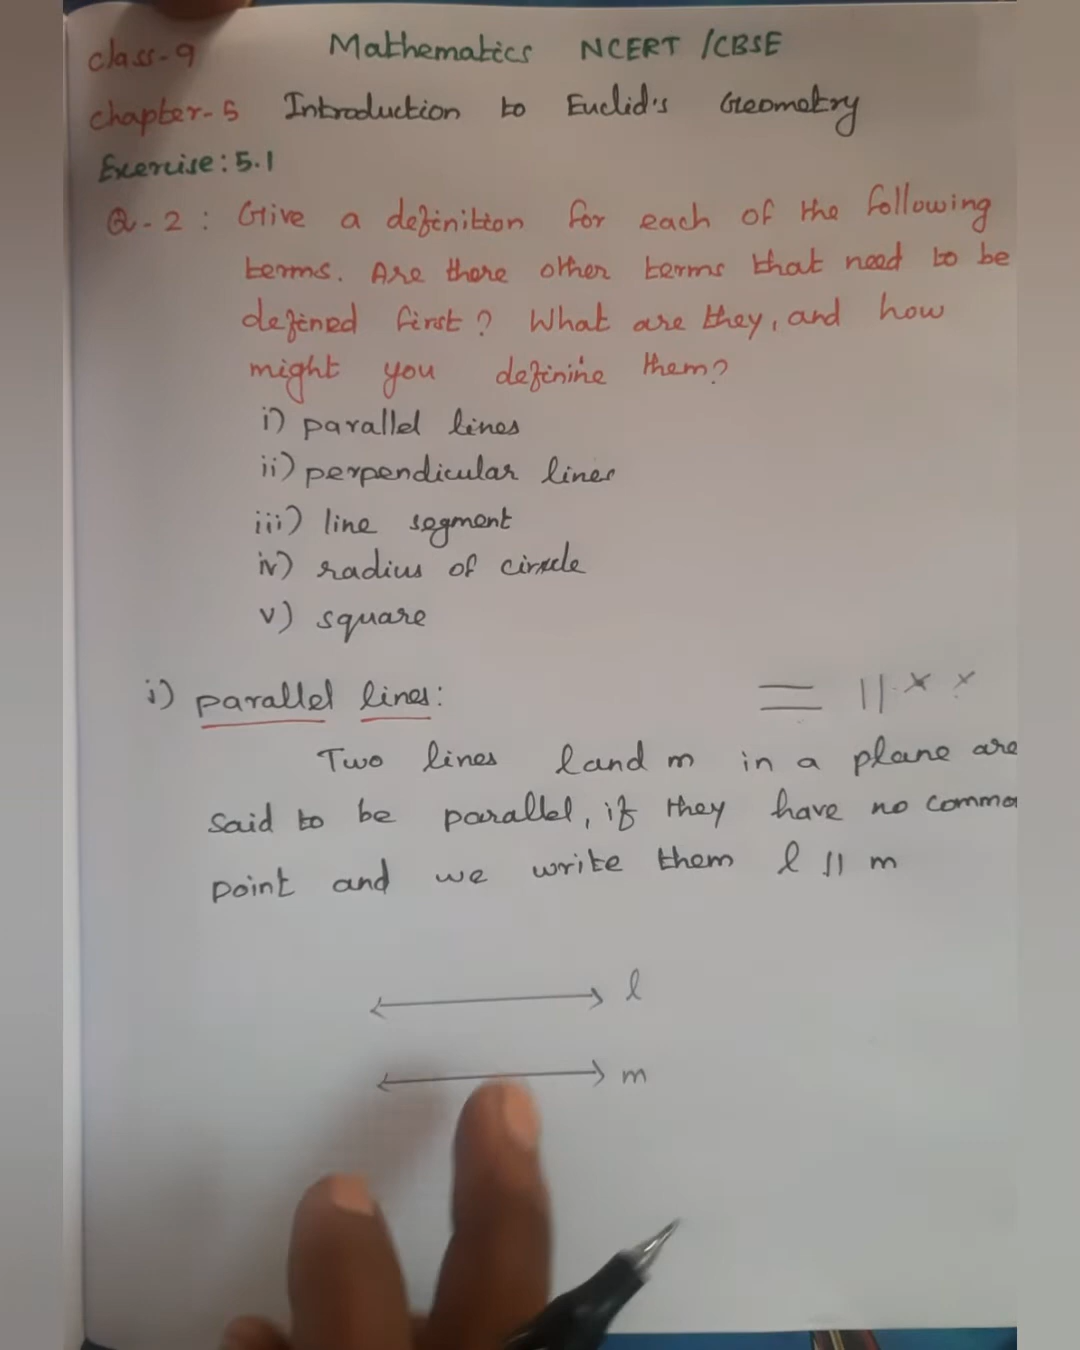 class-9 Mathematics NCERT /CBSE
chapter-5 Introduction to Euclid's Geometry
Exercise: 5.1
Q-2: Give a definition for each of the following
terms. Are there other terms that need to be
defined first? What are they, and how
might you definine them?
i) parallel lines
ii) perpendicular lines
iii) line segment
iv) radius of circle
v) square
i) parallel lines: = || × ×
Two lines l and m in a plane are
said to be parallel, if they have no commo
point and we write them l || m
l
m